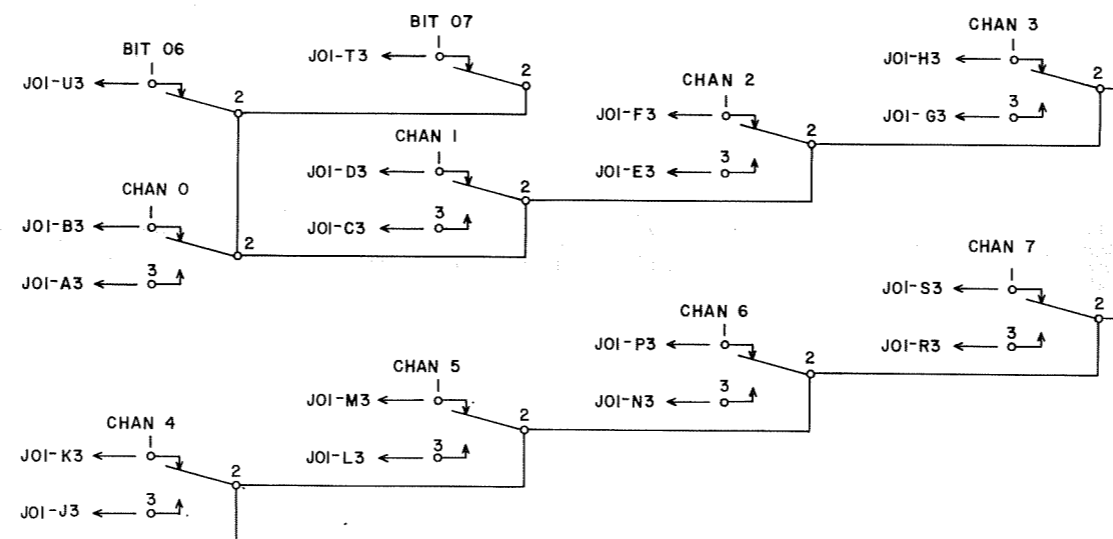 BIT 06
1
J01-U3
2
BIT 07
1
J01-T3
2
CHAN 0
1
J01-B3
2
3
J01-A3
CHAN 1
1
J01-D3
2
3
J01-C3
CHAN 2
1
J01-F3
2
3
J01-E3
CHAN 3
1
J01-H3
2
3
J01-G3
CHAN 4
1
J01-K3
2
3
J01-J3
CHAN 5
1
J01-M3
2
3
J01-L3
CHAN 6
1
J01-P3
2
3
J01-N3
CHAN 7
1
J01-S3
2
3
J01-R3